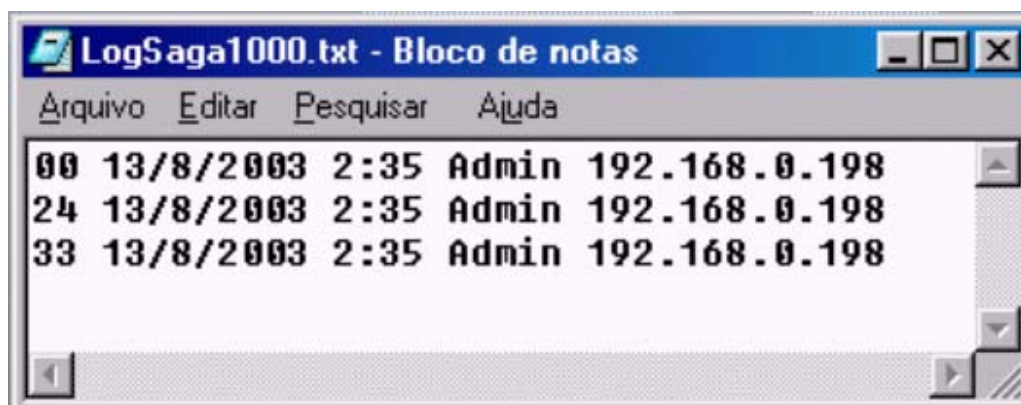 LogSaga1000.txt - Bloco de notas
Arquivo Editar Pesquisar Ajuda
00 13/8/2003 2:35 Admin 192.168.0.198
24 13/8/2003 2:35 Admin 192.168.0.198
33 13/8/2003 2:35 Admin 192.168.0.198